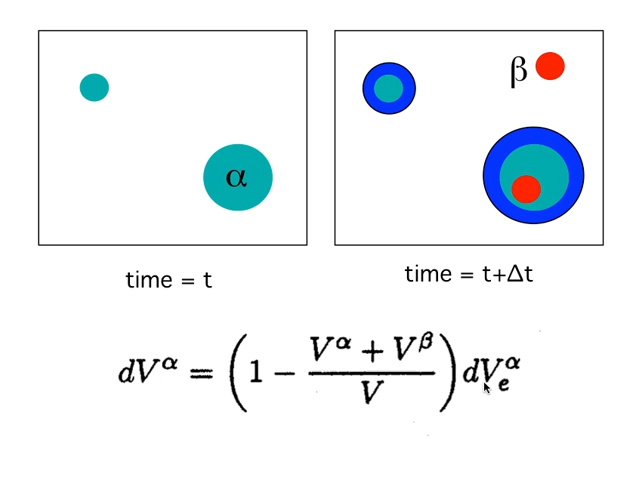 α
β
time = t
time = t+Δt
dV^α = (1 − (V^α + V^β)/V) dV_e^α